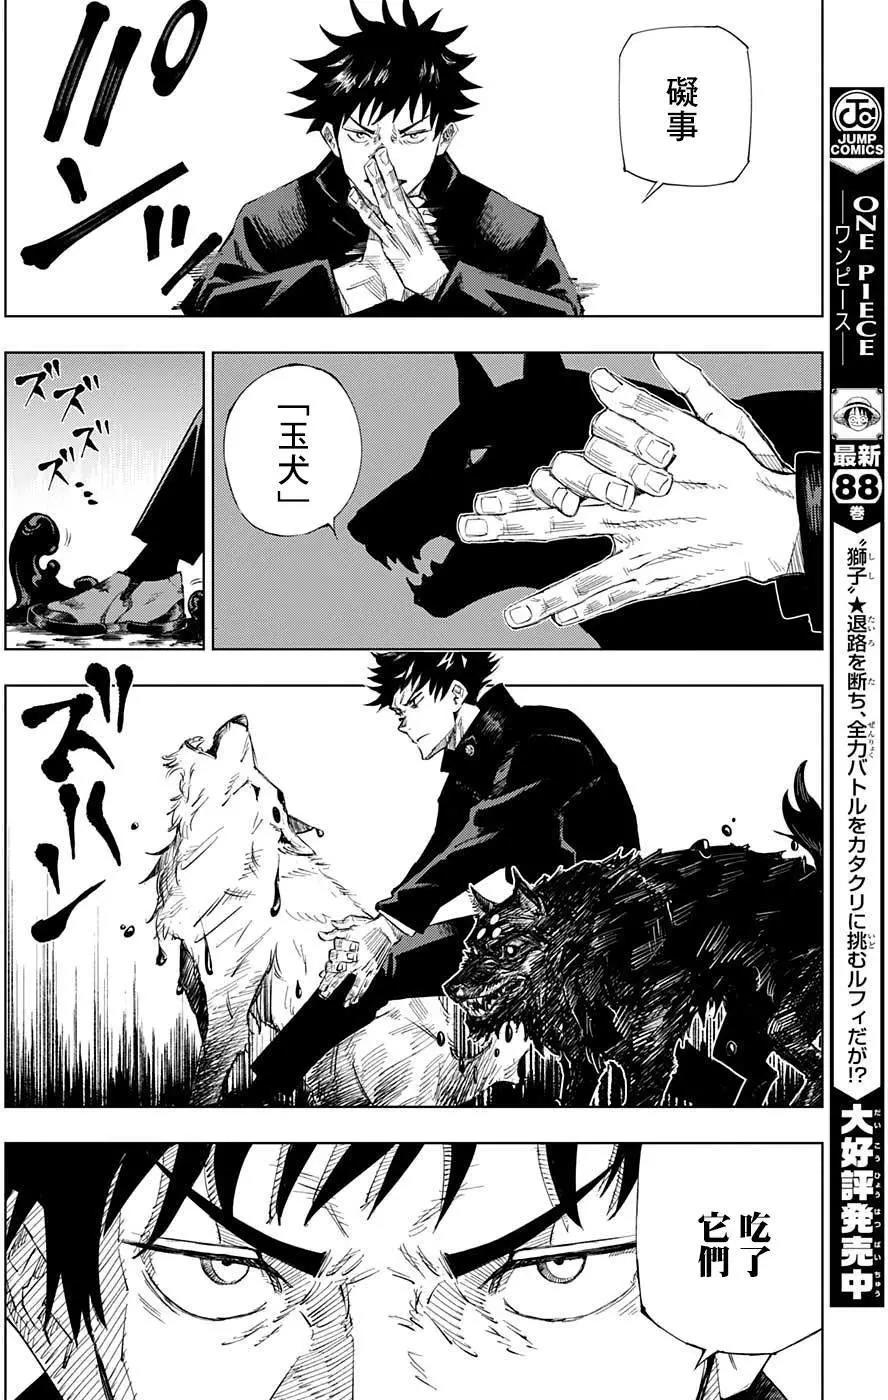 礙事
パン
「玉犬」
ズズ
ズズ…
ズズッ
吃了
它們
JC
JUMP
COMICS
ONE PIECE
―ワンピース―
最新
88
巻
〝獅子〟★退路を断ち、全力バトルをカタクリに挑むルフィだが!?
大好評発売中